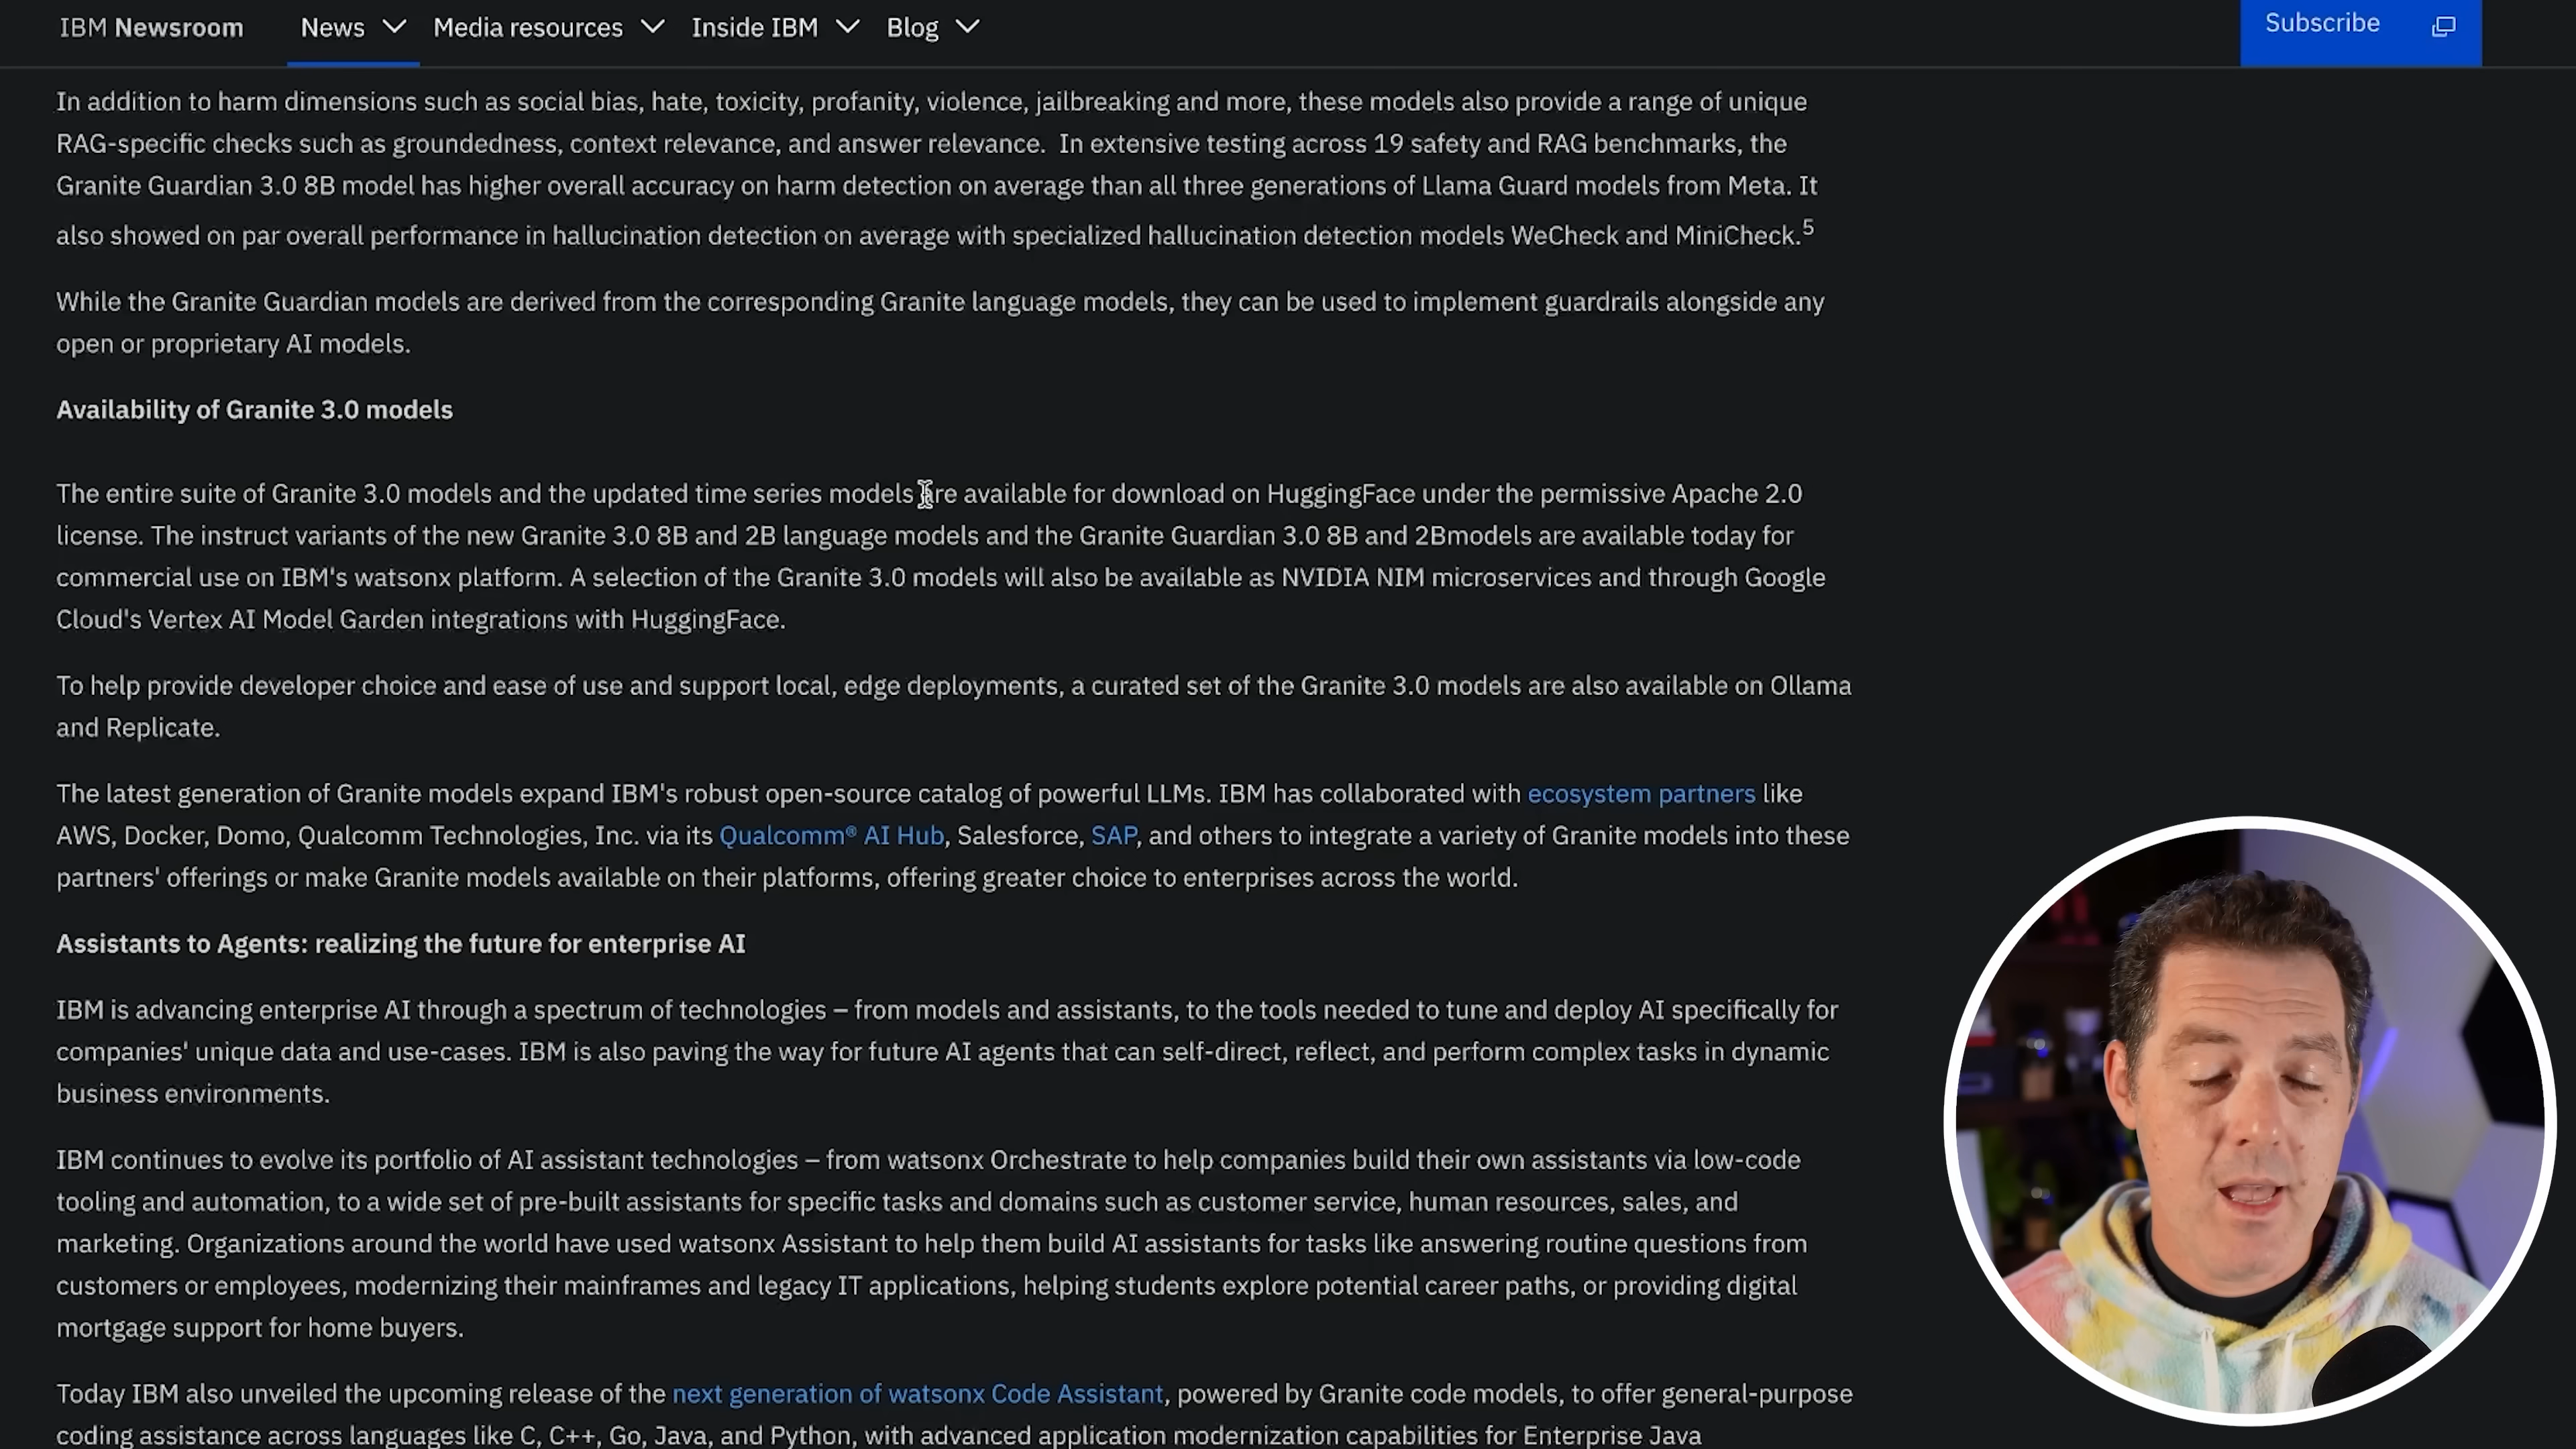 IBM Newsroom News Media resources Inside IBM Blog Subscribe
In addition to harm dimensions such as social bias, hate, toxicity, profanity, violence, jailbreaking and more, these models also provide a range of unique
RAG-specific checks such as groundedness, context relevance, and answer relevance.  In extensive testing across 19 safety and RAG benchmarks, the
Granite Guardian 3.0 8B model has higher overall accuracy on harm detection on average than all three generations of Llama Guard models from Meta. It
also showed on par overall performance in hallucination detection on average with specialized hallucination detection models WeCheck and MiniCheck.5
While the Granite Guardian models are derived from the corresponding Granite language models, they can be used to implement guardrails alongside any
open or proprietary AI models.
Availability of Granite 3.0 models
The entire suite of Granite 3.0 models and the updated time series models are available for download on HuggingFace under the permissive Apache 2.0
license. The instruct variants of the new Granite 3.0 8B and 2B language models and the Granite Guardian 3.0 8B and 2Bmodels are available today for
commercial use on IBM's watsonx platform. A selection of the Granite 3.0 models will also be available as NVIDIA NIM microservices and through Google
Cloud's Vertex AI Model Garden integrations with HuggingFace.
To help provide developer choice and ease of use and support local, edge deployments, a curated set of the Granite 3.0 models are also available on Ollama
and Replicate.
The latest generation of Granite models expand IBM's robust open-source catalog of powerful LLMs. IBM has collaborated with ecosystem partners like
AWS, Docker, Domo, Qualcomm Technologies, Inc. via its Qualcomm® AI Hub, Salesforce, SAP, and others to integrate a variety of Granite models into these
partners' offerings or make Granite models available on their platforms, offering greater choice to enterprises across the world.
Assistants to Agents: realizing the future for enterprise AI
IBM is advancing enterprise AI through a spectrum of technologies – from models and assistants, to the tools needed to tune and deploy AI specifically for
companies' unique data and use-cases. IBM is also paving the way for future AI agents that can self-direct, reflect, and perform complex tasks in dynamic
business environments.
IBM continues to evolve its portfolio of AI assistant technologies – from watsonx Orchestrate to help companies build their own assistants via low-code
tooling and automation, to a wide set of pre-built assistants for specific tasks and domains such as customer service, human resources, sales, and
marketing. Organizations around the world have used watsonx Assistant to help them build AI assistants for tasks like answering routine questions from
customers or employees, modernizing their mainframes and legacy IT applications, helping students explore potential career paths, or providing digital
mortgage support for home buyers.
Today IBM also unveiled the upcoming release of the next generation of watsonx Code Assistant, powered by Granite code models, to offer general-purpose
coding assistance across languages like C, C++, Go, Java, and Python, with advanced application modernization capabilities for Enterprise Java